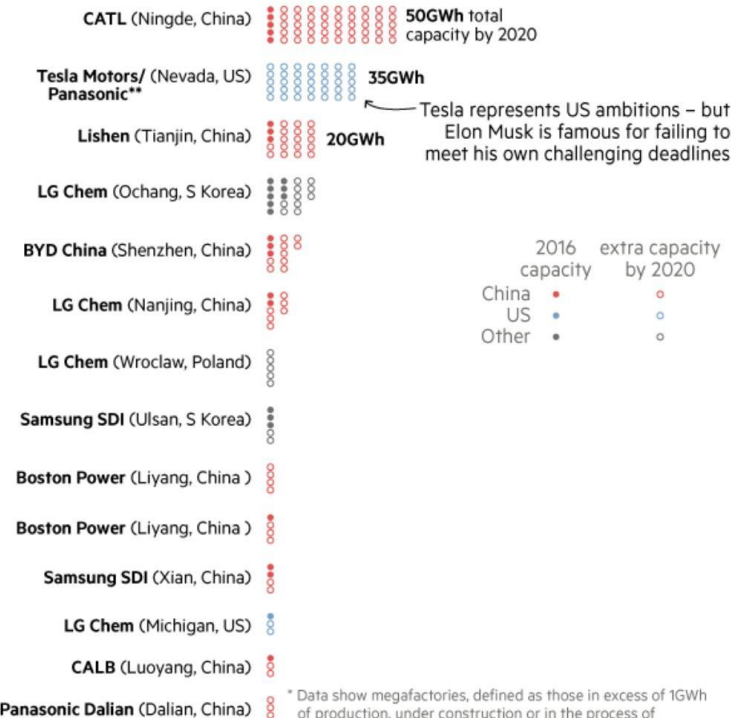 CATL (Ningde, China)
50GWh total
capacity by 2020
Tesla Motors/ (Nevada, US)
Panasonic**
35GWh
Tesla represents US ambitions – but
Elon Musk is famous for failing to
meet his own challenging deadlines
Lishen (Tianjin, China)
20GWh
LG Chem (Ochang, S Korea)
BYD China (Shenzhen, China)
2016 extra capacity
capacity by 2020
China
US
Other
LG Chem (Nanjing, China)
LG Chem (Wroclaw, Poland)
Samsung SDI (Ulsan, S Korea)
Boston Power (Liyang, China )
Boston Power (Liyang, China )
Samsung SDI (Xian, China)
LG Chem (Michigan, US)
CALB (Luoyang, China)
Panasonic Dalian (Dalian, China)
* Data show megafactories, defined as those in excess of 1GWh
of production, under construction or in the process of